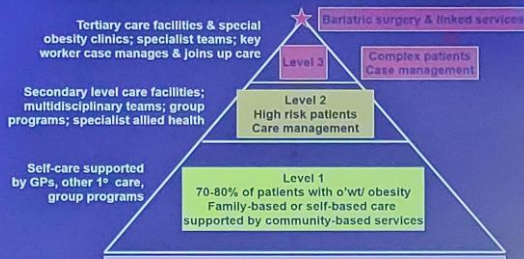 Bariatric surgery & linked services
Tertiary care facilities & special
obesity clinics; specialist teams; key
worker case manages & joins up care
Level 3
Complex patients
Case management
Secondary level care facilities;
multidisciplinary teams; group
programs; specialist allied health
Level 2
High risk patients
Care management
Self-care supported
by GPs, other 1º care,
group programs
Level 1
70-80% of patients with o'wt/ obesity
Family-based or self-based care
supported by community-based services